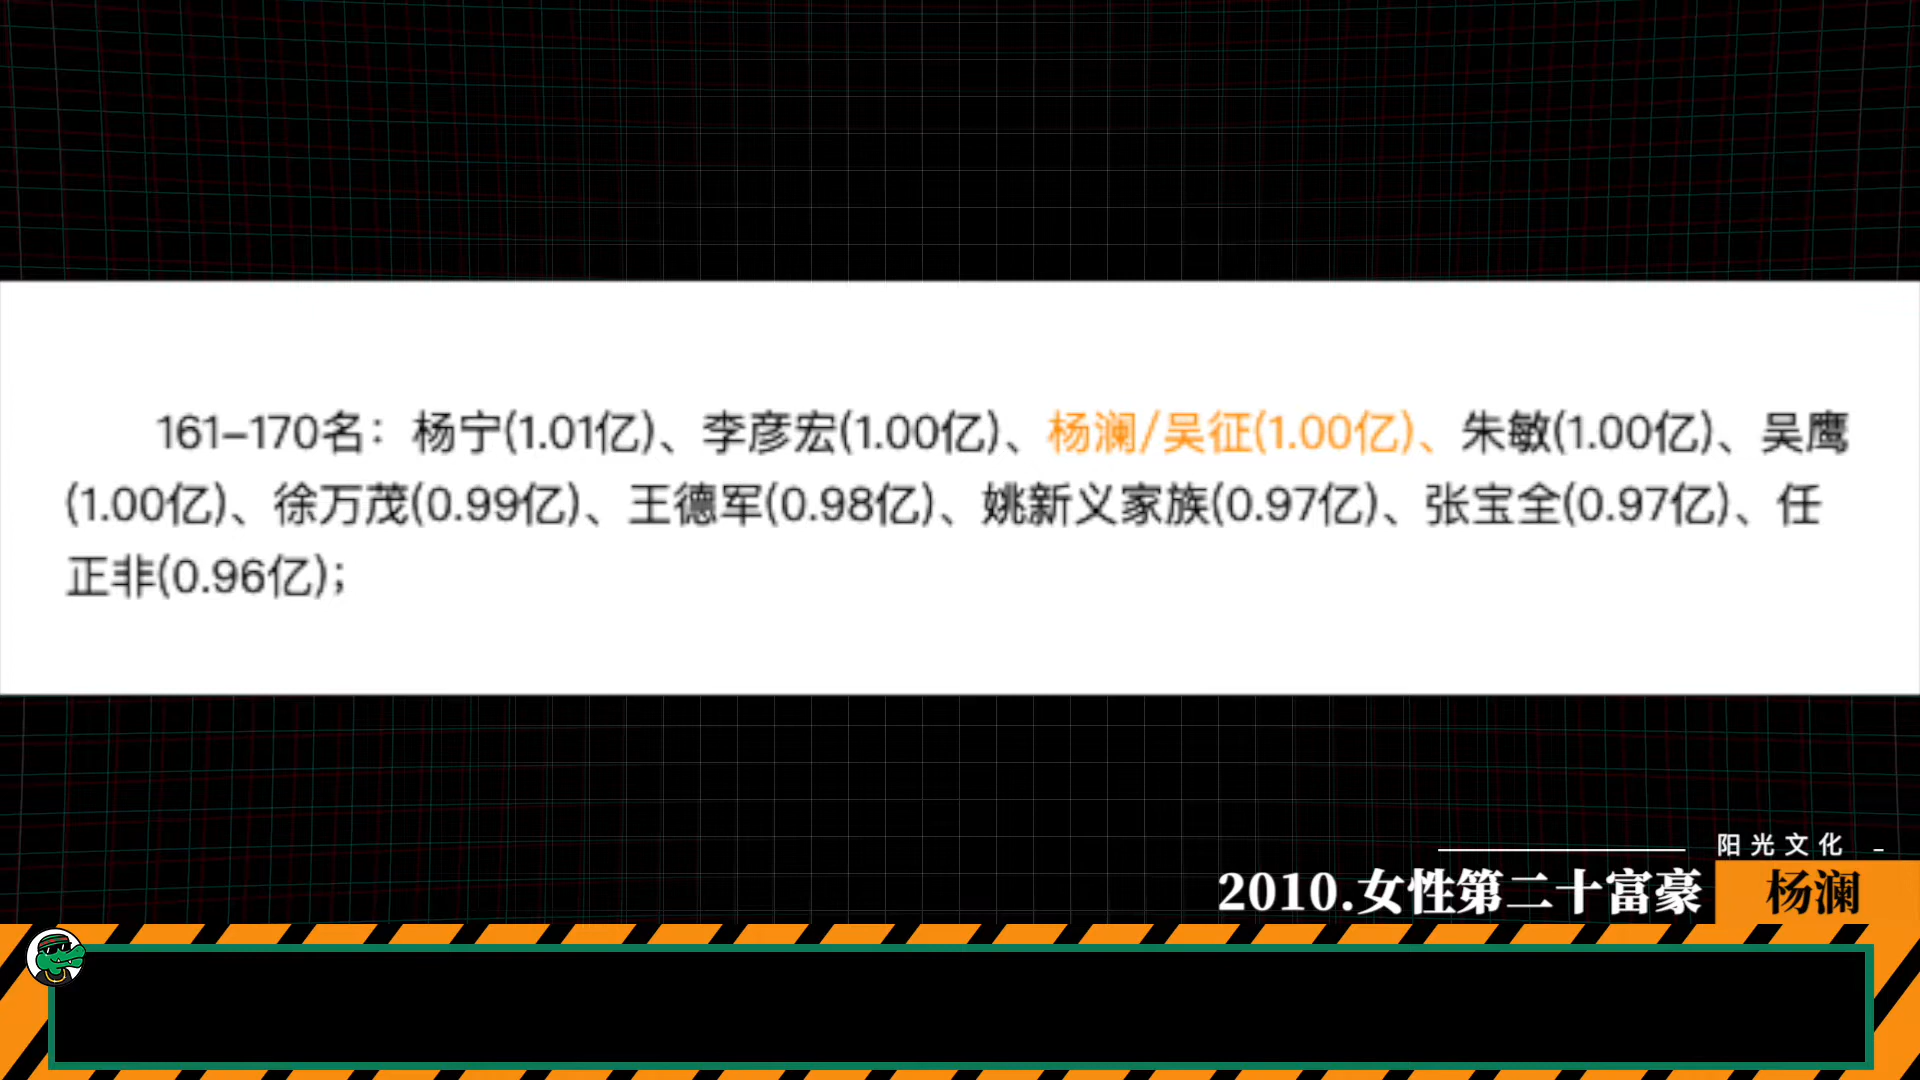 161-170名：杨宁(1.01亿)、李彦宏(1.00亿)、杨澜/吴征(1.00亿)、朱敏(1.00亿)、吴鹰
(1.00亿)、徐万茂(0.99亿)、王德军(0.98亿)、姚新义家族(0.97亿)、张宝全(0.97亿)、任
正非(0.96亿)；
阳光文化
2010.女性第二十富豪 杨澜